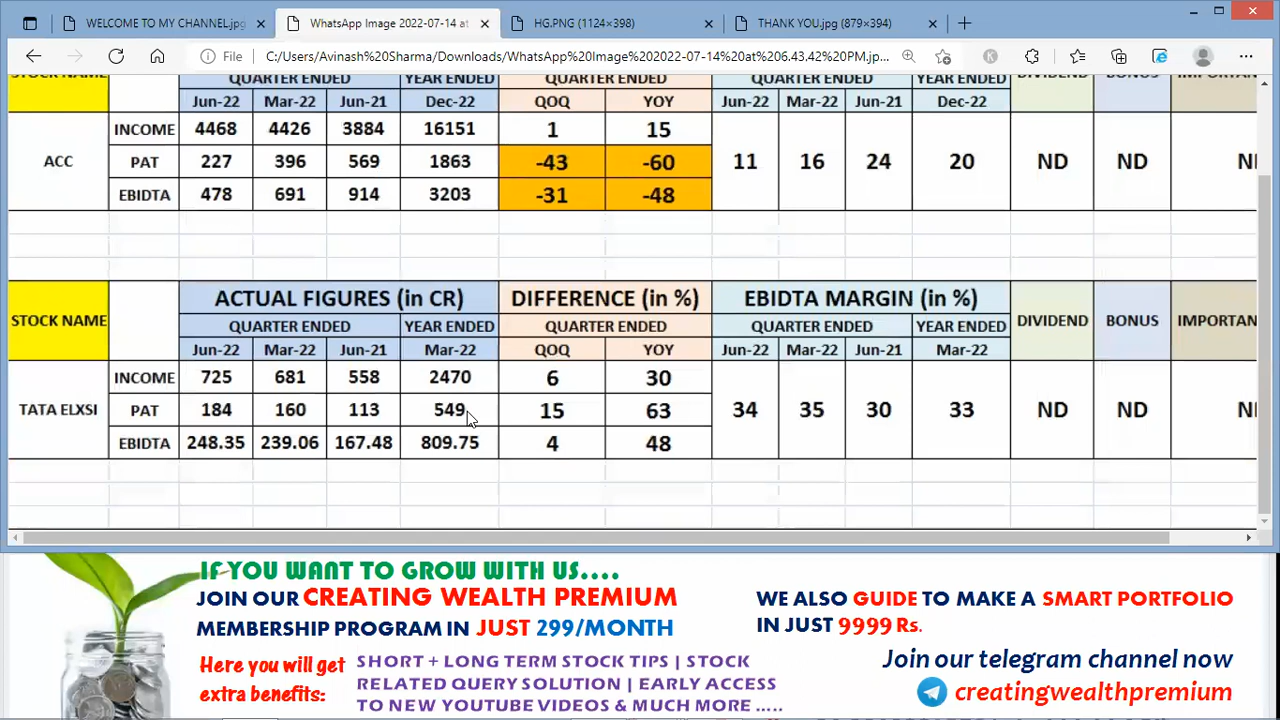 WELCOME TO MY CHANNEL.jpg
WhatsApp Image 2022-07-14 at
HG.PNG (1124×398)
THANK YOU.jpg (879×394)
File C:/Users/Avinash%20Sharma/Downloads/WhatsApp%20Image%202022-07-14%20at%206.43.42%20PM.jp...
STOCK NAME QUARTER ENDED YEAR ENDED QUARTER ENDED QUARTER ENDED YEAR ENDED DIVIDEND BONUS IMPORTAN
Jun-22 Mar-22 Jun-21 Dec-22 QOQ YOY Jun-22 Mar-22 Jun-21 Dec-22
INCOME 4468 4426 3884 16151 1 15
ACC PAT 227 396 569 1863 -43 -60 11 16 24 20 ND ND
EBIDTA 478 691 914 3203 -31 -48
ACTUAL FIGURES (in CR) DIFFERENCE (in %) EBIDTA MARGIN (in %)
STOCK NAME QUARTER ENDED YEAR ENDED QUARTER ENDED QUARTER ENDED YEAR ENDED DIVIDEND BONUS IMPORTAN
Jun-22 Mar-22 Jun-21 Mar-22 QOQ YOY Jun-22 Mar-22 Jun-21 Mar-22
INCOME 725 681 558 2470 6 30
TATA ELXSI PAT 184 160 113 549 15 63 34 35 30 33 ND ND
EBIDTA 248.35 239.06 167.48 809.75 4 48
IF YOU WANT TO GROW WITH US....
JOIN OUR CREATING WEALTH PREMIUM
MEMBERSHIP PROGRAM IN JUST 299/MONTH
Here you will get
extra benefits:
SHORT + LONG TERM STOCK TIPS | STOCK
RELATED QUERY SOLUTION | EARLY ACCESS
TO NEW YOUTUBE VIDEOS & MUCH MORE .....
WE ALSO GUIDE TO MAKE A SMART PORTFOLIO
IN JUST 9999 Rs.
Join our telegram channel now
creatingwealthpremium